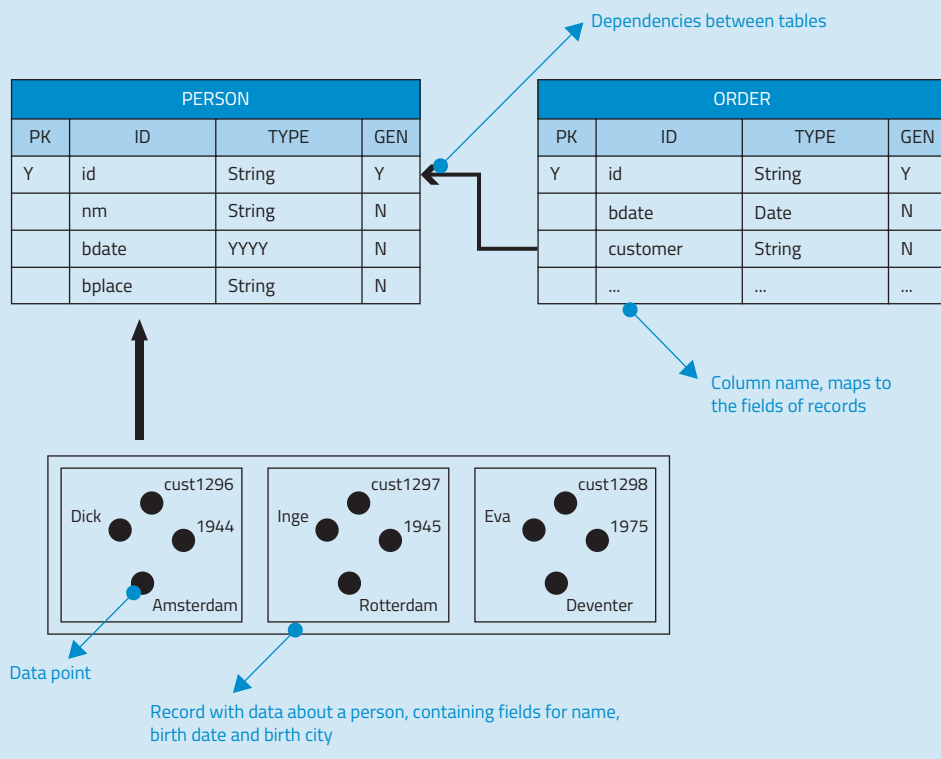 Dependencies between tables
PERSON
PK ID TYPE GEN
Y id String Y
nm String N
bdate YYYY N
bplace String N
ORDER
PK ID TYPE GEN
Y id String Y
bdate Date N
customer String N
... ... ...
Column name, maps to
the fields of records
cust1296
Dick
1944
Amsterdam
cust1297
Inge
1945
Rotterdam
cust1298
Eva
1975
Deventer
Data point
Record with data about a person, containing fields for name,
birth date and birth city